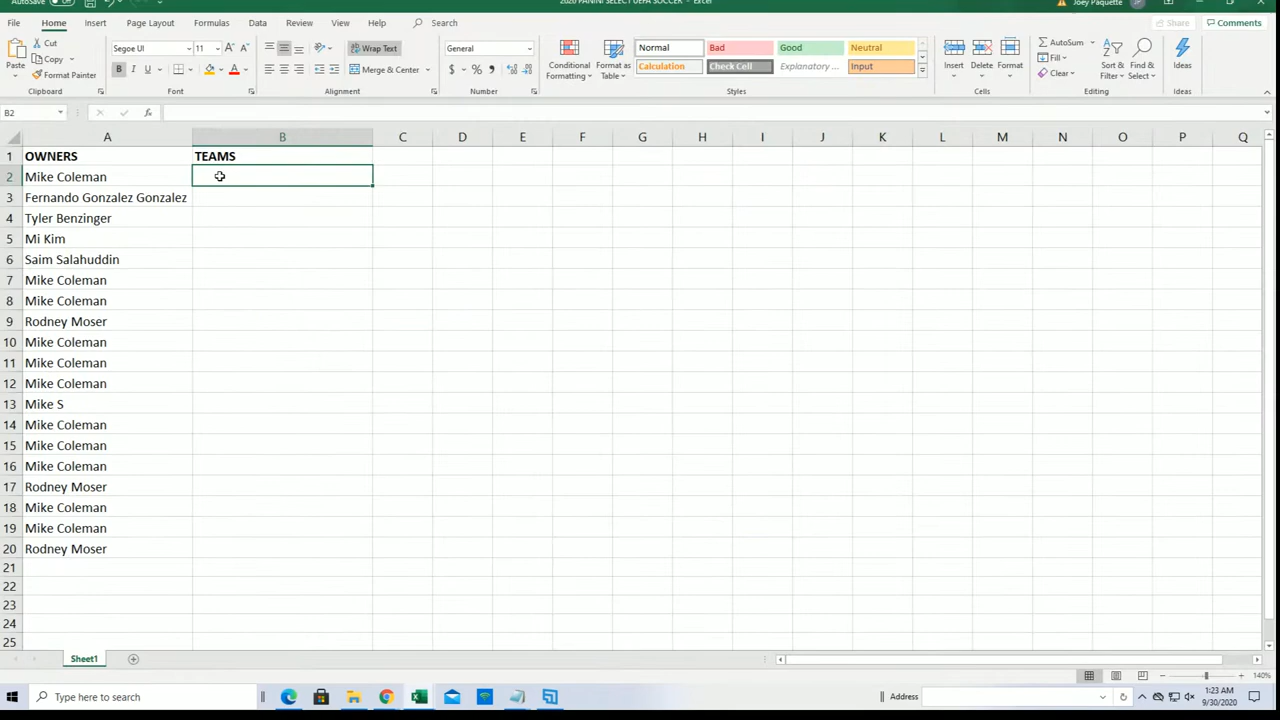 AutoSave
2020 PANINI SELECT UEFA SOCCER - Excel
Joey Paquette JP
File Home Insert Page Layout Formulas Data Review View Help Search Share Comments
Paste Cut Copy Format Painter
Segoe UI 11 A A
B I U A
Wrap Text
Merge & Center
General
$ % ,
Conditional Formatting
Format as Table
Normal Bad Good Neutral
Calculation Check Cell Explanatory ... Input
Insert Delete Format
AutoSum
Fill
Clear
Sort & Filter
Find & Select
Ideas
Clipboard Font Alignment Number Styles Cells Editing Ideas
B2 fx
A B C D E F G H I J K L M N O P Q
1 OWNERS TEAMS
2 Mike Coleman
3 Fernando Gonzalez Gonzalez
4 Tyler Benzinger
5 Mi Kim
6 Saim Salahuddin
7 Mike Coleman
8 Mike Coleman
9 Rodney Moser
10 Mike Coleman
11 Mike Coleman
12 Mike Coleman
13 Mike S
14 Mike Coleman
15 Mike Coleman
16 Mike Coleman
17 Rodney Moser
18 Mike Coleman
19 Mike Coleman
20 Rodney Moser
21
22
23
24
25
Sheet1
140%
Type here to search
Address
1:23 AM
9/30/2020